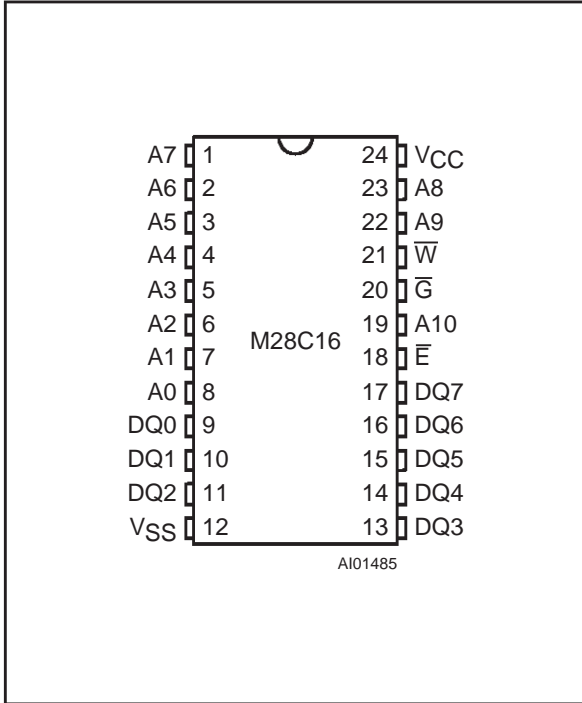 A7 1 24 VCC
A6 2 23 A8
A5 3 22 A9
A4 4 21 W̅
A3 5 20 G̅
A2 6 19 A10
M28C16
A1 7 18 E̅
A0 8 17 DQ7
DQ0 9 16 DQ6
DQ1 10 15 DQ5
DQ2 11 14 DQ4
VSS 12 13 DQ3
AI01485